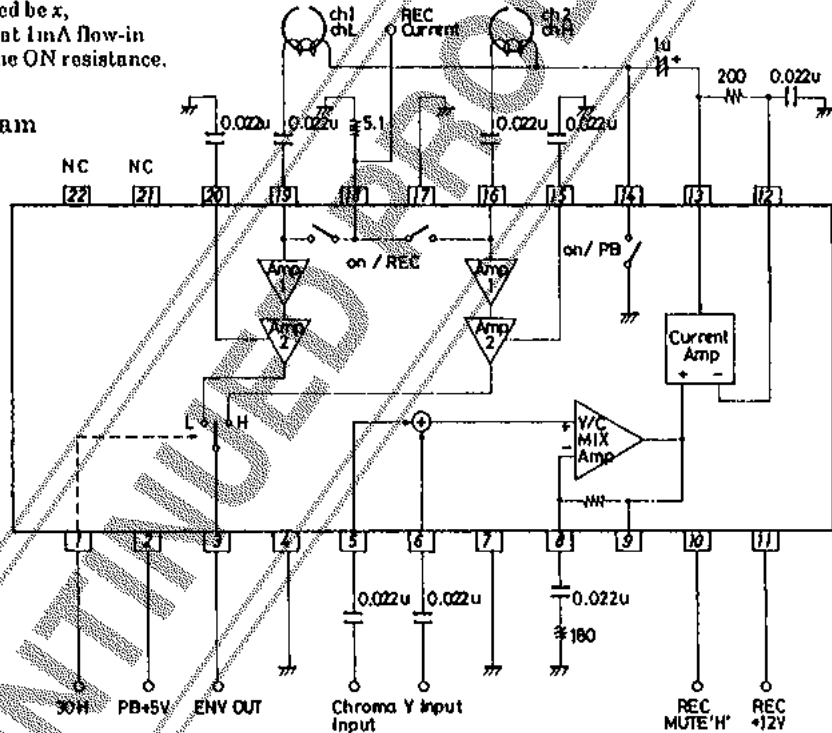 ed be x,
at 1mA flow-in
he ON resistance.
am
ch1
chL
REC
Current
ch2
chH
1u
+
200
0.022u
0.022u
0.022u
5.1
0.022u
0.022u
NC
NC
22
21
20
19
18
17
16
15
14
13
12
on / REC
on / PB
Amp
1
Amp
1
Amp
2
Amp
2
Current
Amp
+
-
L
H
+
+
-
Y/C
MIX
Amp
1
2
3
4
5
6
7
8
9
10
11
0.022u
0.022u
0.022u
180
30H
PB+5V
ENV OUT
Chroma
Input
Y Input
REC
MUTE'H'
REC
+12V